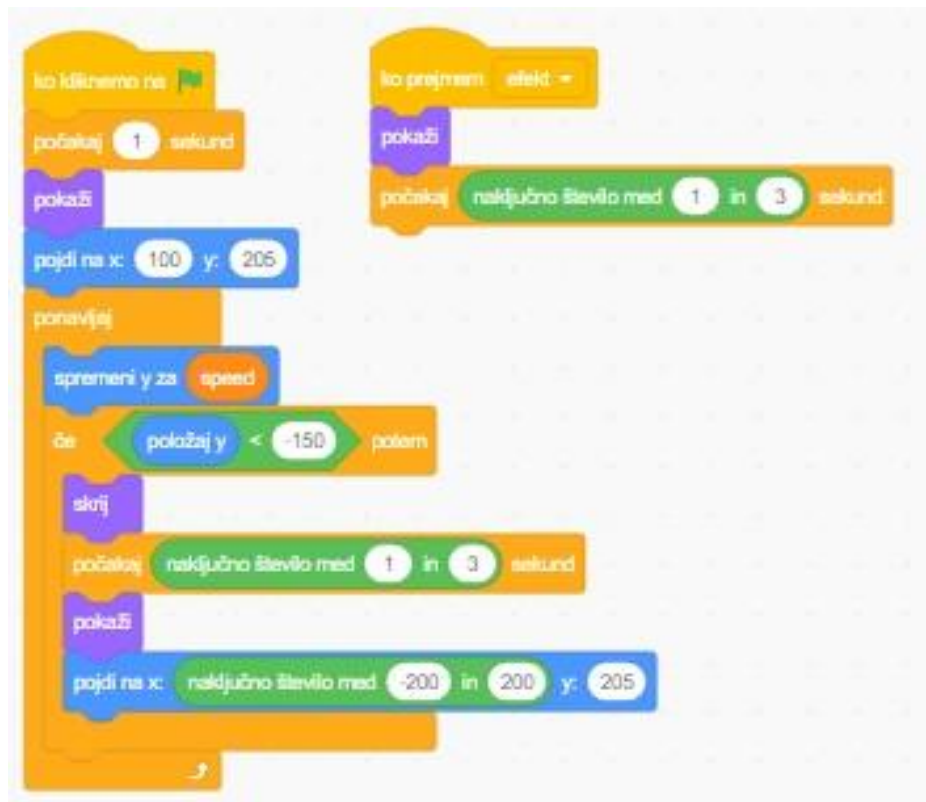 ko kliknemo na
počakaj 1 sekund
pokaži
pojdi na x: 100 y: 205
ponavljaj
spremeni y za speed
če položaj y < -150 potem
skrij
počakaj naključno število med 1 in 3 sekund
pokaži
pojdi na x: naključno število med -200 in 200 y: 205
ko prejmem efekt
pokaži
počakaj naključno število med 1 in 3 sekund